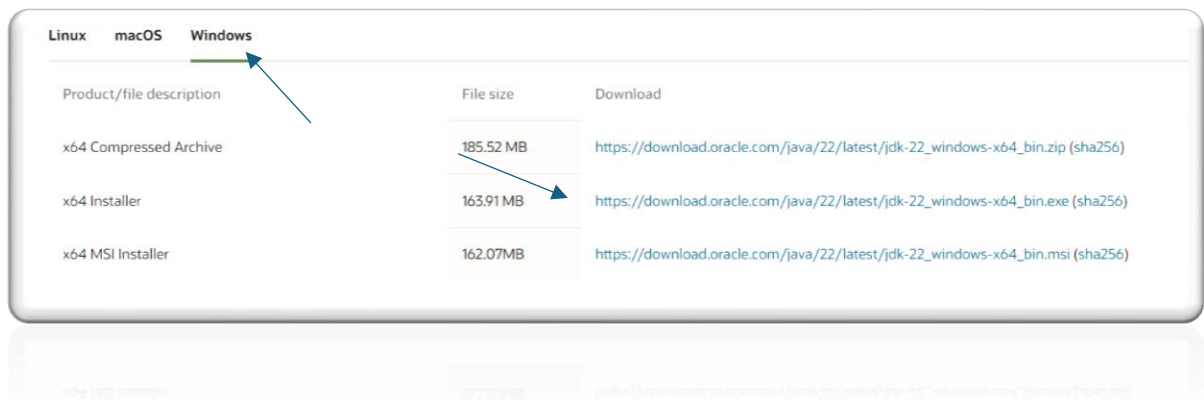 Linux macOS Windows
Product/file description File size Download
x64 Compressed Archive 185.52 MB https://download.oracle.com/java/22/latest/jdk-22_windows-x64_bin.zip (sha256)
x64 Installer 163.91 MB https://download.oracle.com/java/22/latest/jdk-22_windows-x64_bin.exe (sha256)
x64 MSI Installer 162.07MB https://download.oracle.com/java/22/latest/jdk-22_windows-x64_bin.msi (sha256)